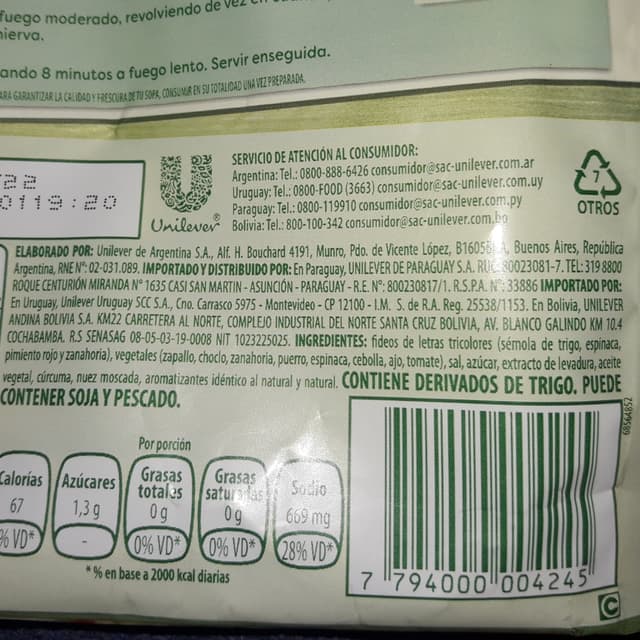 fuego moderado, revolviendo de vez en
hierva.
ando 8 minutos a fuego lento. Servir enseguida.
ARA GARANTIZAR LA CALIDAD Y FRESCURA DE TU SOPA, CONSUMIR EN SU TOTALIDAD UNA VEZ PREPARADA.
SERVICIO DE ATENCIÓN AL CONSUMIDOR:
Argentina: Tel.: 0800-888-6426 consumidor@sac-unilever.com.ar
Uruguay: Tel.: 0800-FOOD (3663) consumidor@sac-unilever.com.uy
Paraguay: Tel.: 0800-119910 consumidor@sac-unilever.com.py
Bolivia: Tel.: 800-100-342 consumidor@sac-unilever.com.bo
22
0119:20
Unilever®
7
OTROS
ELABORADO POR: Unilever de Argentina S.A., Alf. H. Bouchard 4191, Munro, Pdo. de Vicente López, Buenos Aires, República
Argentina, RNE N°: 02-031.089. IMPORTADO Y DISTRIBUIDO POR: En Paraguay, UNILEVER DE PARAGUAY S.A. RUC: 80023081-7. TEL: 319 8800
ROQUE CENTURIÓN MIRANDA N° 1635 CASI SAN MARTIN - ASUNCIÓN - PARAGUAY - R.E. N°: 800230817/1. R.S.P.A. N°: 33886 IMPORTADO POR:
En Uruguay, Unilever Uruguay SCC S.A., Cno. Carrasco 5975 - Montevideo - CP 12100 - I.M. S. de R.A. Reg. 25538/1153. En Bolivia, UNILEVER
ANDINA BOLIVIA S.A. KM22 CARRETERA AL NORTE, COMPLEJO INDUSTRIAL DEL NORTE SANTA CRUZ BOLIVIA, AV. BLANCO GALINDO KM 10.4
COCHABAMBA. R.S SENASAG 08-05-03-19-0008 NIT 1023225025. INGREDIENTES: fideos de letras tricolores (sémola de trigo, espinaca,
pimiento rojo y zanahoria), vegetales (zapallo, choclo, zanahoria, puerro, espinaca, cebolla, ajo, tomate), sal, azúcar, extracto de levadura, aceite
vegetal, cúrcuma, nuez moscada, aromatizantes idéntico al natural y natural. CONTIENE DERIVADOS DE TRIGO. PUEDE
CONTENER SOJA Y PESCADO.
68564852
Por porción
Calorías
67
% VD*
Azúcares
1,3 g
-
Grasas
totales
0 g
0% VD*
Grasas
saturadas
0 g
0% VD*
Sodio
669 mg
28% VD*
*% en base a 2000 kcal diarias
7 794000 004245
C